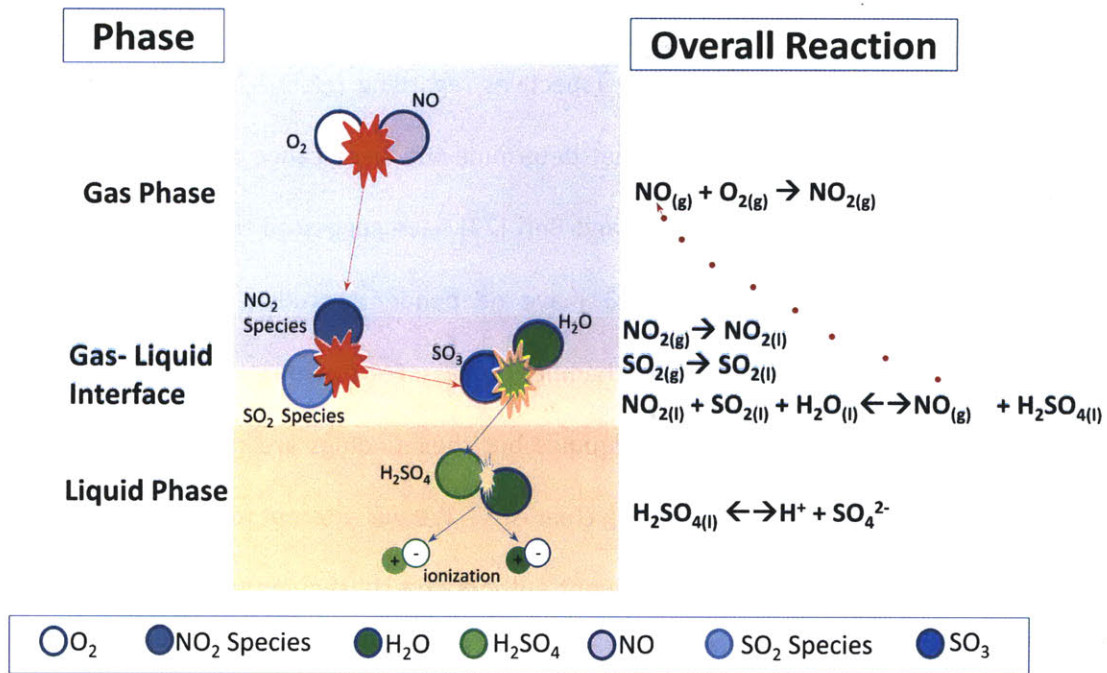 Phase
Overall Reaction
NO
O₂
Gas Phase
NO(g) + O₂(g) → NO₂(g)
NO₂
Species
H₂O
SO₃
Gas- Liquid
Interface
SO₂ Species
NO₂(g) → NO₂(l)
SO₂(g) → SO₂(l)
NO₂(l) + SO₂(l) + H₂O(l) ←→ NO(g) + H₂SO₄(l)
H₂SO₄
Liquid Phase
H₂SO₄(l) ←→ H⁺ + SO₄²⁻
+ - + -
ionization
O₂ NO₂ Species H₂O H₂SO₄ NO SO₂ Species SO₃